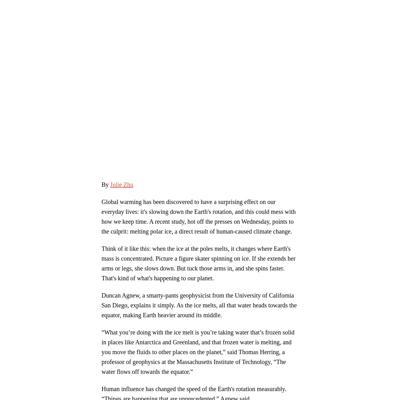 By Jolie Zhu
Global warming has been discovered to have a surprising effect on our
everyday lives: it's slowing down the Earth's rotation, and this could mess with
how we keep time. A recent study, hot off the presses on Wednesday, points to
the culprit: melting polar ice, a direct result of human-caused climate change.
Think of it like this: when the ice at the poles melts, it changes where Earth's
mass is concentrated. Picture a figure skater spinning on ice. If she extends her
arms or legs, she slows down. But tuck those arms in, and she spins faster.
That's kind of what's happening to our planet.
Duncan Agnew, a smarty-pants geophysicist from the University of California
San Diego, explains it simply. As the ice melts, all that water heads towards the
equator, making Earth heavier around its middle.
“What you’re doing with the ice melt is you’re taking water that’s frozen solid
in places like Antarctica and Greenland, and that frozen water is melting, and
you move the fluids to other places on the planet,” said Thomas Herring, a
professor of geophysics at the Massachusetts Institute of Technology, “The
water flows off towards the equator.”
Human influence has changed the speed of the Earth's rotation measurably.
“Things are happening that are unprecedented,” Agnew said.